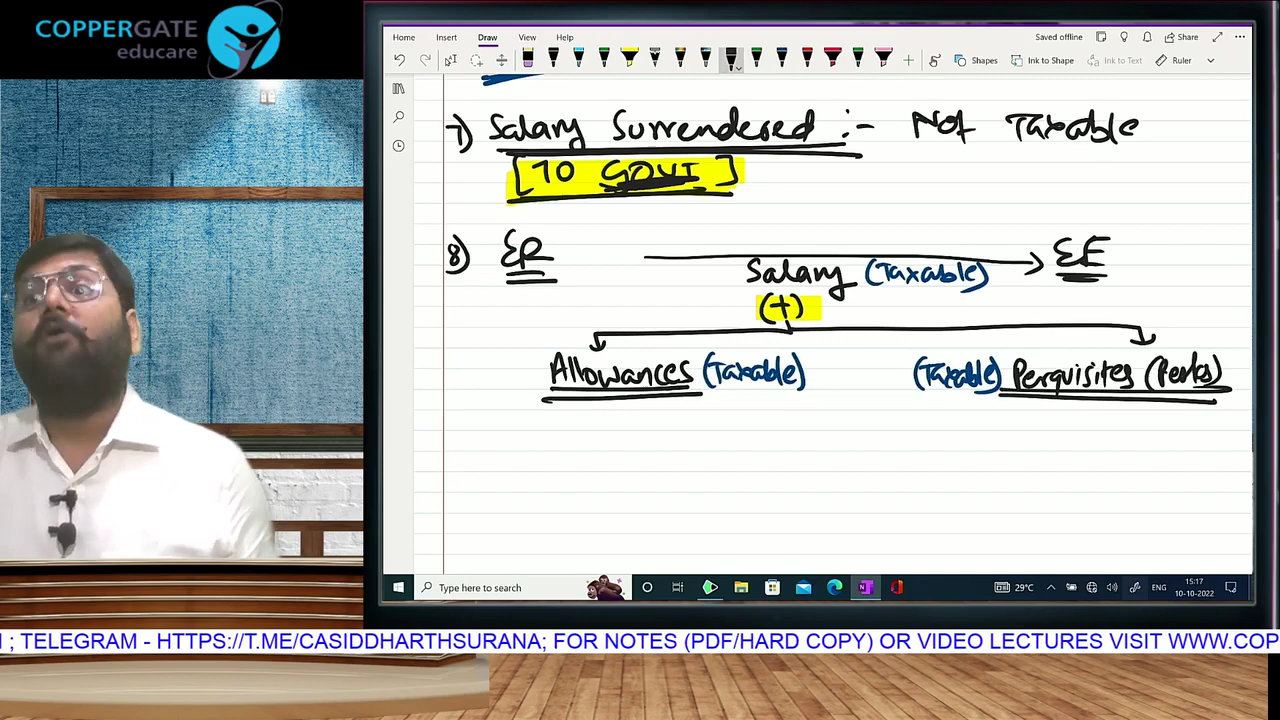 COPPERGATE
educare
Home Insert Draw View Help
Saved offline
Share
Shapes
Ink to Shape
Ink to Text
Ruler
7) Salary Surrendered :- Not Taxable
[TO GOVT]
8) ER EE
Salary (Taxable)
(+)
Allowances (Taxable) (Taxable) Perquisites (Perks)
Type here to search
29°C
ENG
15:17
10-10-2022
; TELEGRAM - HTTPS://T.ME/CASIDDHARTHSURANA; FOR NOTES (PDF/HARD COPY) OR VIDEO LECTURES VISIT WWW.COP